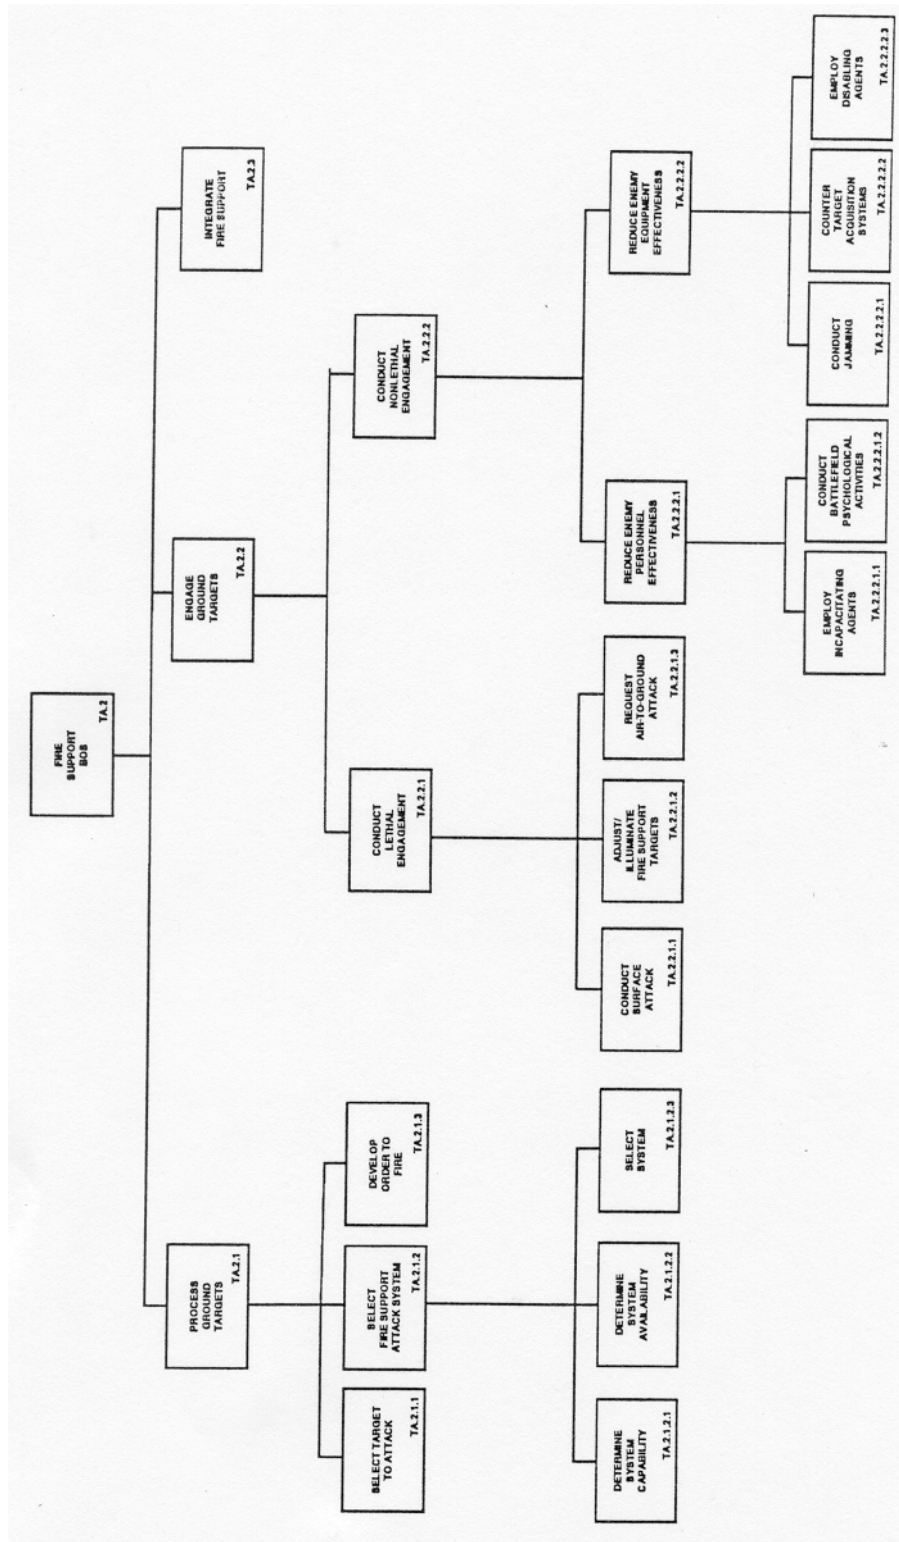 FIRE
SUPPORT
BOS
TA.2
PROCESS
GROUND
TARGETS
TA.2.1
ENGAGE
GROUND
TARGETS
TA.2.2
INTEGRATE
FIRE SUPPORT
TA.2.3
SELECT TARGET
TO ATTACK
TA.2.1.1
SELECT
FIRE SUPPORT
ATTACK SYSTEM
TA.2.1.2
DEVELOP
ORDER TO
FIRE
TA.2.1.3
CONDUCT
LETHAL
ENGAGEMENT
TA.2.2.1
CONDUCT
NONLETHAL
ENGAGEMENT
TA.2.2.2
DETERMINE
SYSTEM
CAPABILITY
TA.2.1.2.1
DETERMINE
SYSTEM
AVAILABILITY
TA.2.1.2.2
SELECT
SYSTEM
TA.2.1.2.3
CONDUCT
SURFACE
ATTACK
TA.2.2.1.1
ADJUST/
ILLUMINATE
FIRE SUPPORT
TARGETS
TA.2.2.1.2
REQUEST
AIR-TO-GROUND
ATTACK
TA.2.2.1.3
REDUCE ENEMY
PERSONNEL
EFFECTIVENESS
TA.2.2.2.1
REDUCE ENEMY
EQUIPMENT
EFFECTIVENESS
TA.2.2.2.2
EMPLOY
INCAPACITATING
AGENTS
TA.2.2.2.1.1
CONDUCT
BATTLEFIELD
PSYCHOLOGICAL
ACTIVITIES
TA.2.2.2.1.2
CONDUCT
JAMMING
TA.2.2.2.2.1
COUNTER
TARGET
ACQUISITION
SYSTEMS
TA.2.2.2.2.2
EMPLOY
DISABLING
AGENTS
TA.2.2.2.2.3